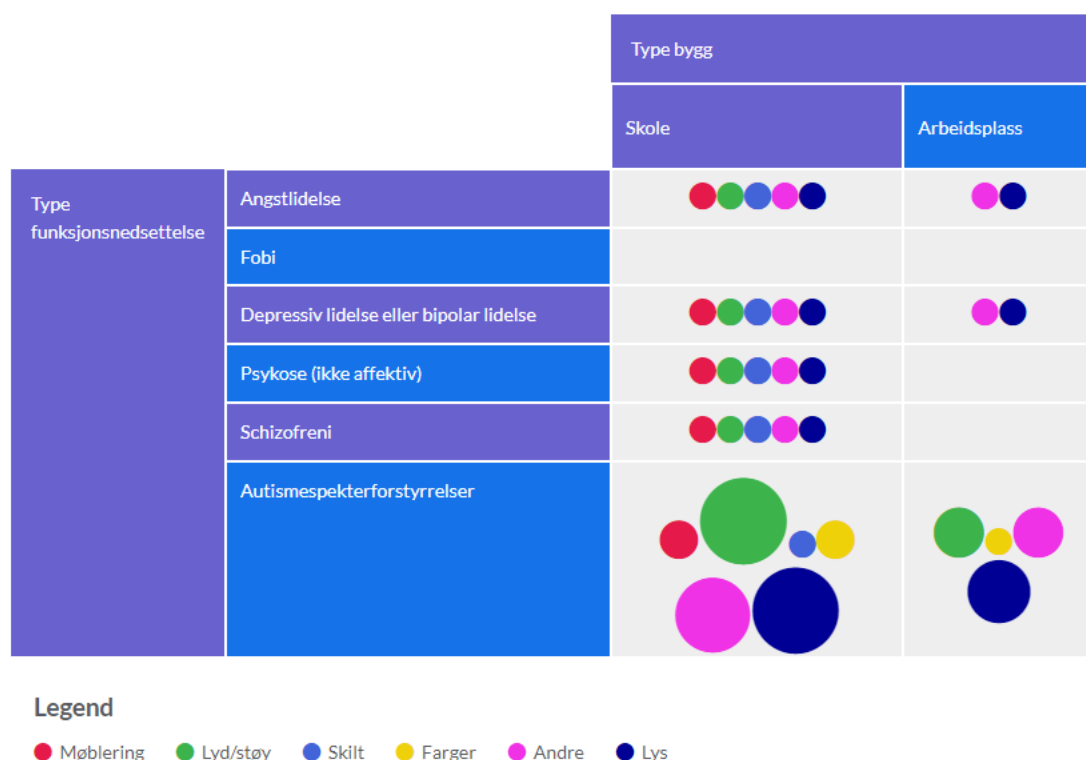 Type bygg
Skole
Arbeidsplass
Type
funksjonsnedsettelse
Angstlidelse
Fobi
Depressiv lidelse eller bipolar lidelse
Psykose (ikke affektiv)
Schizofreni
Autismespekterforstyrrelser
Legend
Møblering
Lyd/støy
Skilt
Farger
Andre
Lys